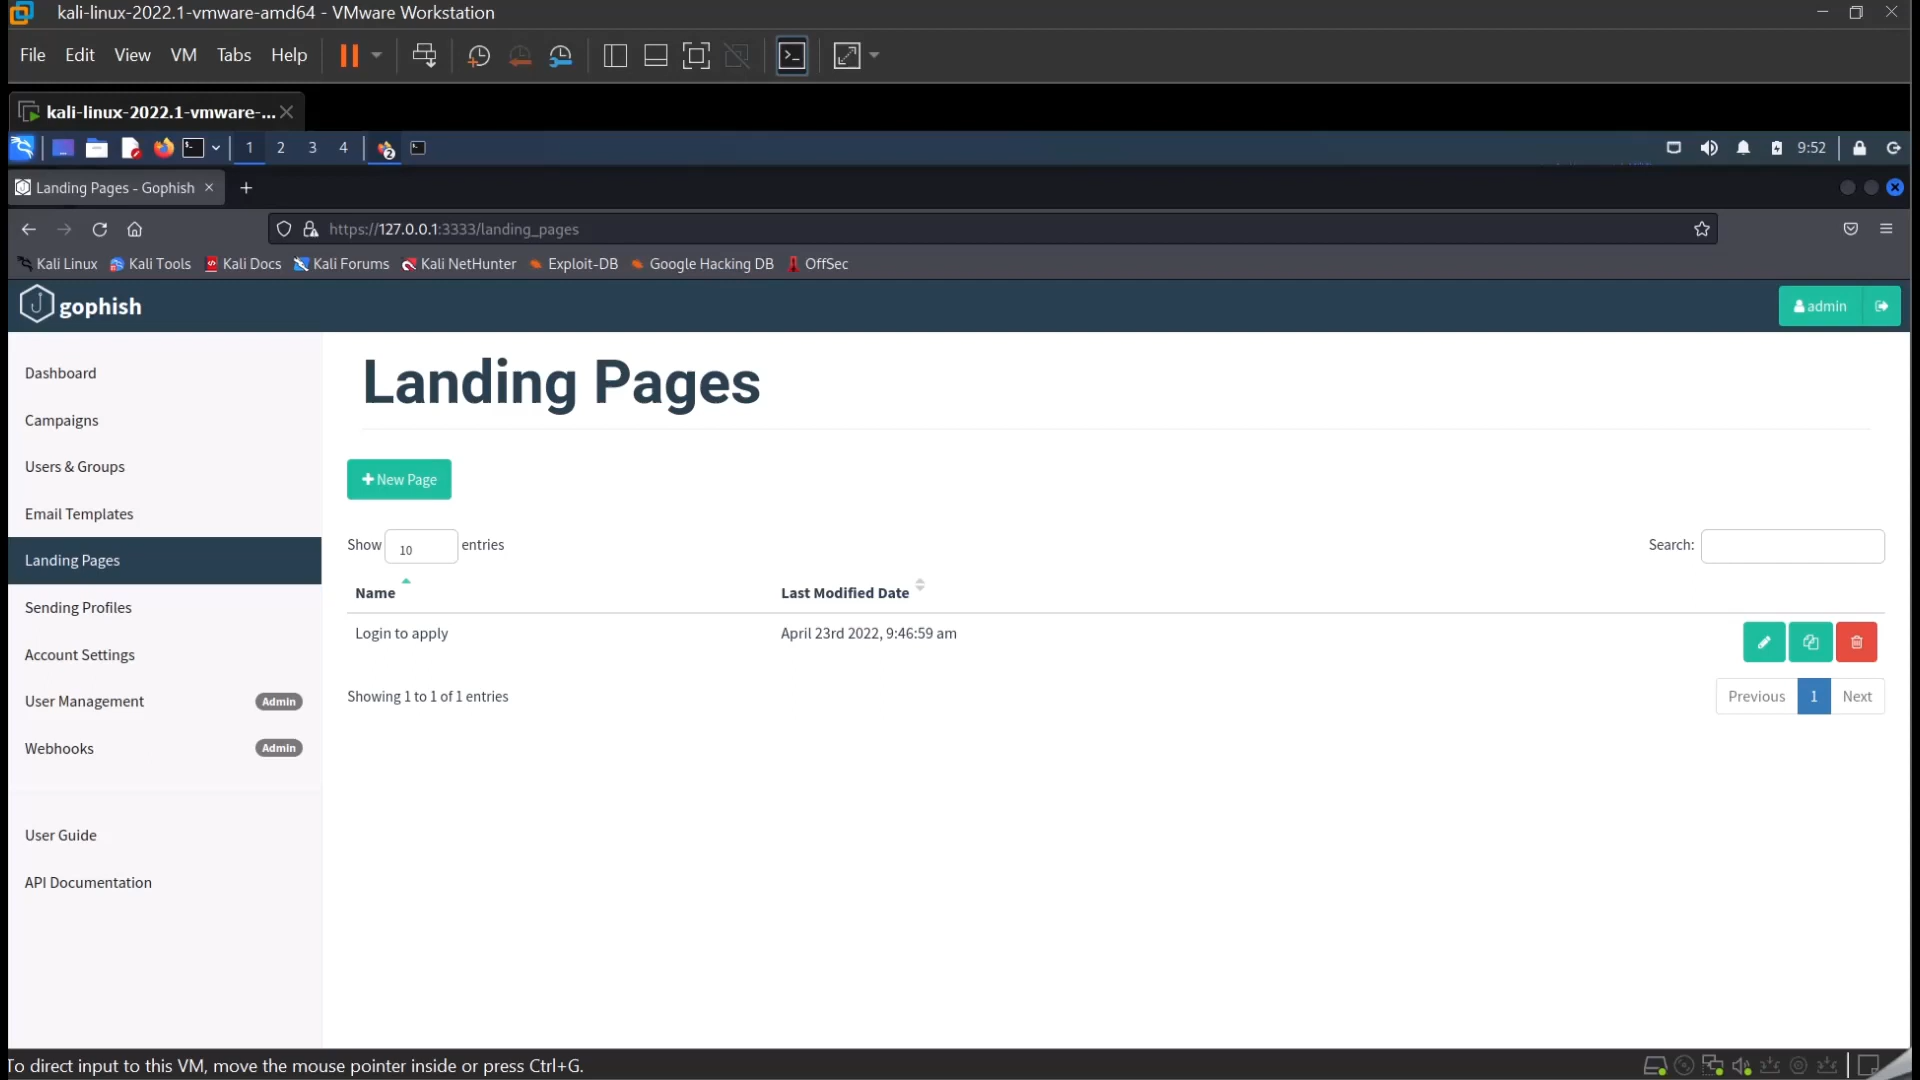 kali-linux-2022.1-vmware-amd64 - VMware Workstation
File Edit View VM Tabs Help
kali-linux-2022.1-vmware-...
1 2 3 4 2 9:52
Landing Pages - Gophish
https://127.0.0.1:3333/landing_pages
Kali Linux Kali Tools Kali Docs Kali Forums Kali NetHunter Exploit-DB Google Hacking DB OffSec
gophish admin
Dashboard
Campaigns
Users & Groups
Email Templates
Landing Pages
Sending Profiles
Account Settings
User Management Admin
Webhooks Admin
User Guide
API Documentation
Landing Pages
New Page
Show 10 entries Search:
Name Last Modified Date
Login to apply April 23rd 2022, 9:46:59 am
Showing 1 to 1 of 1 entries Previous 1 Next
To direct input to this VM, move the mouse pointer inside or press Ctrl+G.